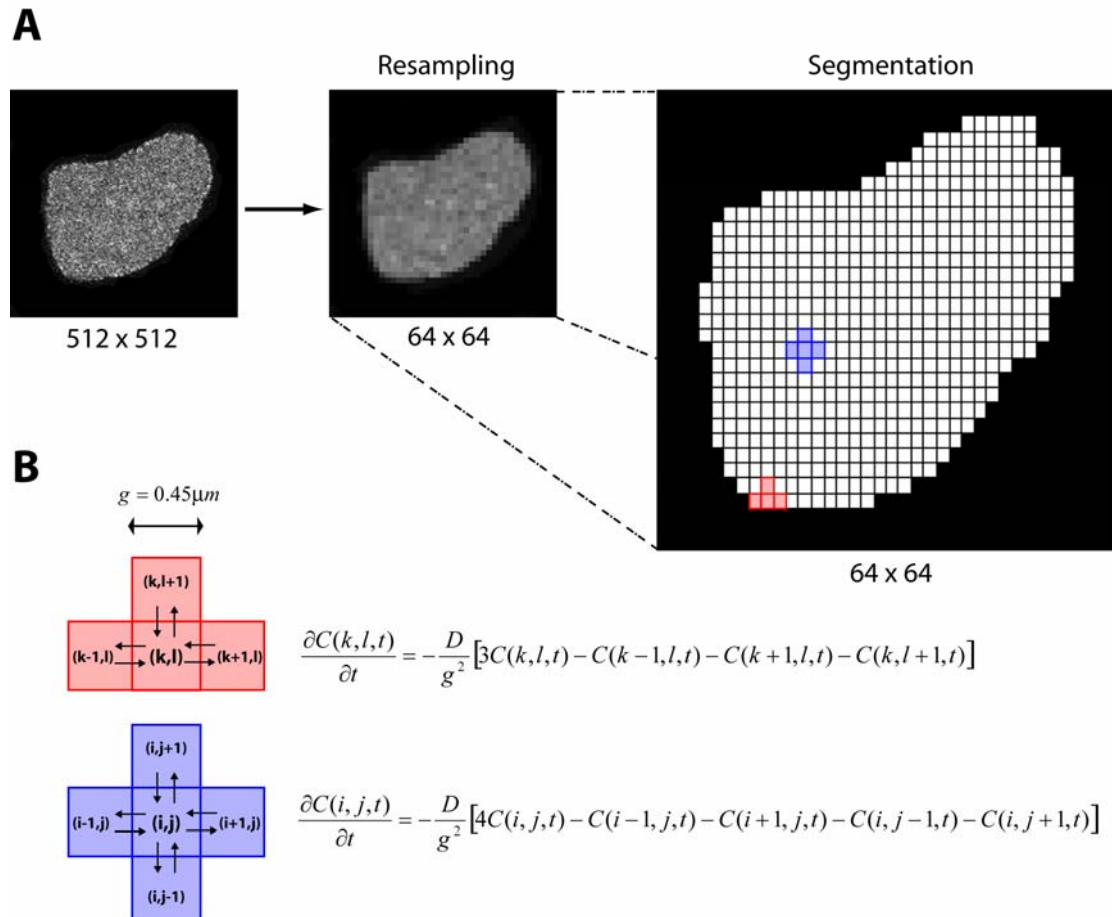 A
Resampling
Segmentation
512 x 512
64 x 64
64 x 64
B
g = 0.45µm
(k,l+1)
(k-1,l) (k,l) (k+1,l)
∂C(k,l,t)/∂t = −D/g² [3C(k,l,t) − C(k−1,l,t) − C(k+1,l,t) − C(k,l+1,t)]
(i,j+1)
(i-1,j) (i,j) (i+1,j)
(i,j-1)
∂C(i,j,t)/∂t = −D/g² [4C(i,j,t) − C(i−1,j,t) − C(i+1,j,t) − C(i,j−1,t) − C(i,j+1,t)]